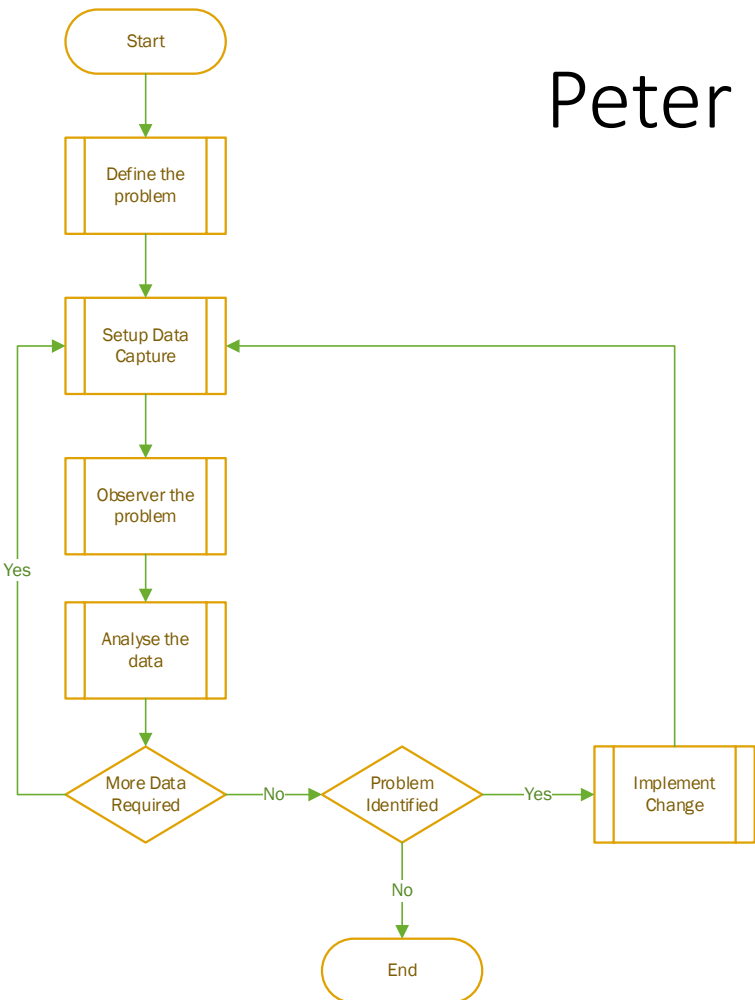 Start
Peter
Define the
problem
Setup Data
Capture
Observer the
problem
Yes
Analyse the
data
More Data
Required
No
Problem
Identified
Yes
Implement
Change
No
End